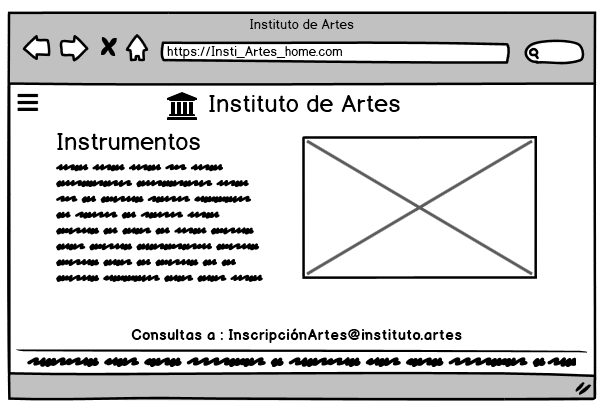 Instituto de Artes
https://Insti_Artes_home.com
Instituto de Artes
Instrumentos
Consultas a : InscripciónArtes@instituto.artes